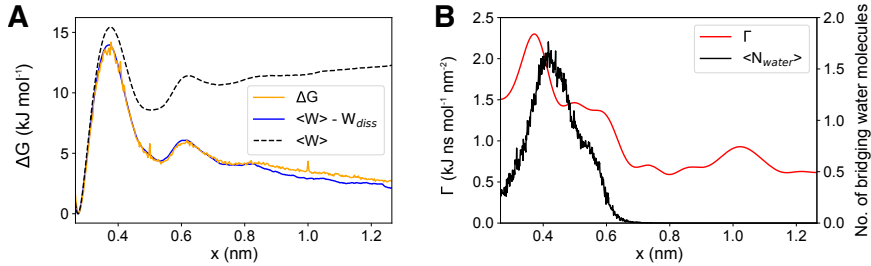 A
ΔG (kJ mol⁻¹)
15
10
5
0
ΔG
<W> - W_diss
<W>
0.4
0.6
0.8
1.0
1.2
x (nm)
B
Γ (kJ ns mol⁻¹ nm⁻²)
2.5
2.0
1.5
1.0
0.5
0.0
Γ
<N_water>
0.4
0.6
0.8
1.0
1.2
x (nm)
2.0
1.5
1.0
0.5
0.0
No. of bridging water molecules